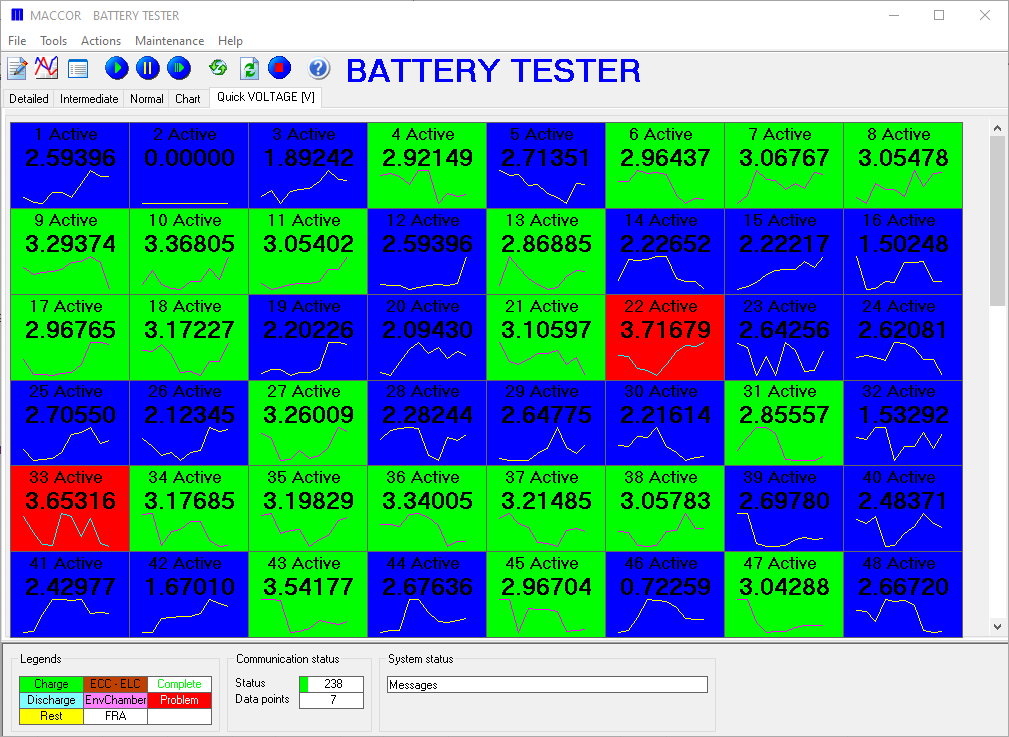 MACCOR BATTERY TESTER
File Tools Actions Maintenance Help
BATTERY TESTER
Detailed Intermediate Normal Chart Quick VOLTAGE [V]
1 Active 2 Active 3 Active 4 Active 5 Active 6 Active 7 Active 8 Active
2.59396 0.00000 1.89242 2.92149 2.71351 2.96437 3.06767 3.05478
9 Active 10 Active 11 Active 12 Active 13 Active 14 Active 15 Active 16 Active
3.29374 3.36805 3.05402 2.59396 2.86885 2.22652 2.22217 1.50248
17 Active 18 Active 19 Active 20 Active 21 Active 22 Active 23 Active 24 Active
2.96765 3.17227 2.20226 2.09430 3.10597 3.71679 2.64256 2.62081
25 Active 26 Active 27 Active 28 Active 29 Active 30 Active 31 Active 32 Active
2.70550 2.12345 3.26009 2.28244 2.64775 2.21614 2.85557 1.53292
33 Active 34 Active 35 Active 36 Active 37 Active 38 Active 39 Active 40 Active
3.65316 3.17685 3.19829 3.34005 3.21485 3.05783 2.69780 2.48371
41 Active 42 Active 43 Active 44 Active 45 Active 46 Active 47 Active 48 Active
2.42977 1.67010 3.54177 2.67636 2.96704 0.72259 3.04288 2.66720
Legends Communication status System status
Charge ECC - ELC Complete Status 238 Messages
Discharge EnvChamber Problem Data points 7
Rest FRA